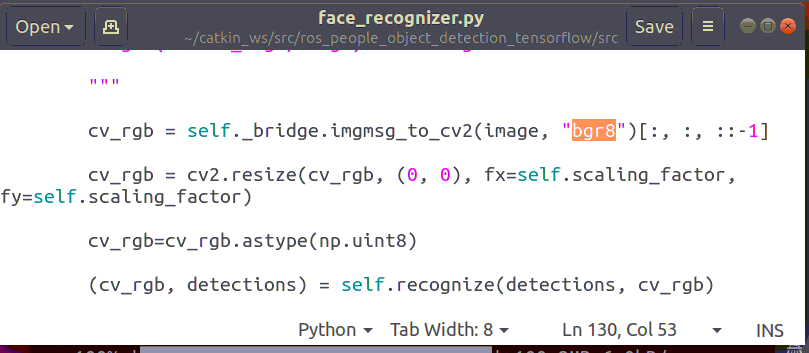 face_recognizer.py
Open
Save
~/catkin_ws/src/ros_people_object_detection_tensorflow/src
"""
cv_rgb = self._bridge.imgmsg_to_cv2(image, "bgr8")[:, :, ::-1]
cv_rgb = cv2.resize(cv_rgb, (0, 0), fx=self.scaling_factor,
fy=self.scaling_factor)
cv_rgb=cv_rgb.astype(np.uint8)
(cv_rgb, detections) = self.recognize(detections, cv_rgb)
Python Tab Width: 8 Ln 130, Col 53 INS